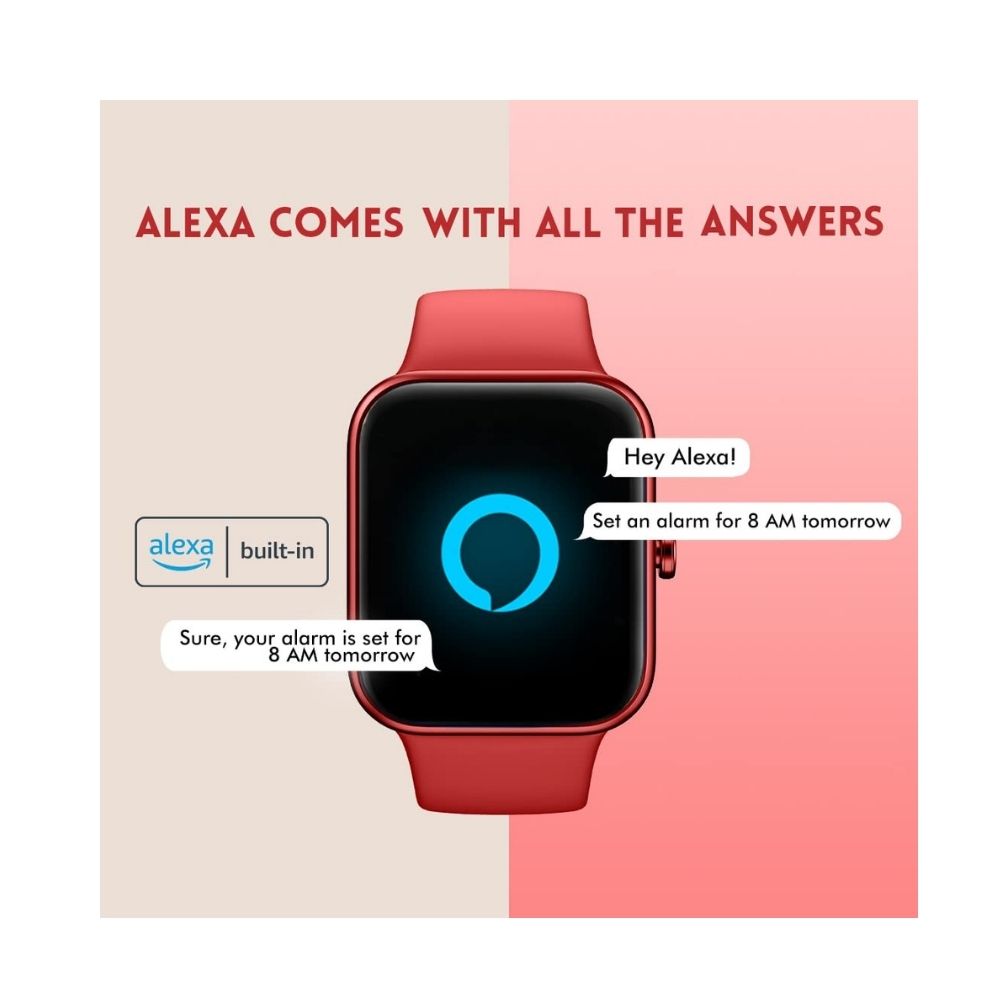 ALEXA COMES WITH ALL THE ANSWERS
Hey Alexa!
Set an alarm for 8 AM tomorrow
alexa | built-in
Sure, your alarm is set for
8 AM tomorrow